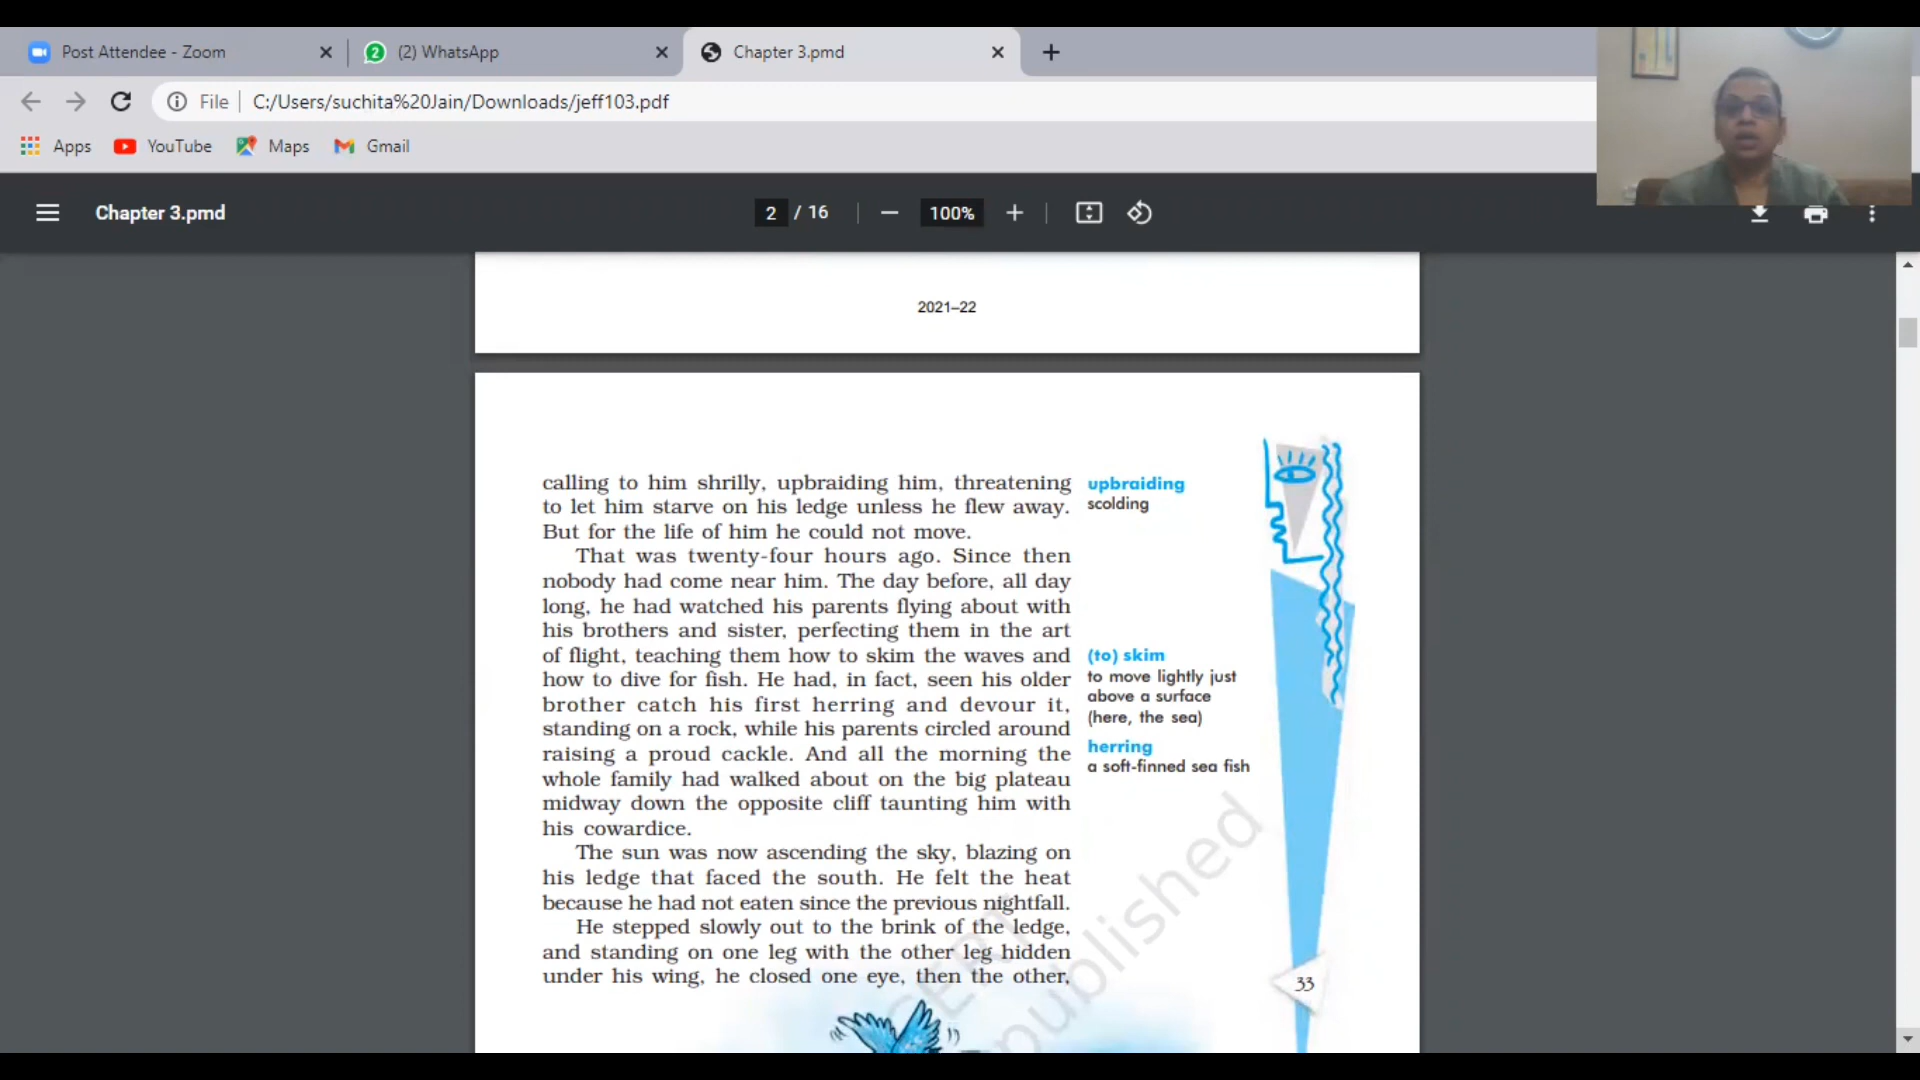 Post Attendee - Zoom
2
(2) WhatsApp
Chapter 3.pmd
File
C:/Users/suchita%20Jain/Downloads/jeff103.pdf
Apps
YouTube
Maps
Gmail
Chapter 3.pmd
2 / 16
100%
2021–22
calling to him shrilly, upbraiding him, threatening
to let him starve on his ledge unless he flew away.
But for the life of him he could not move.
That was twenty-four hours ago. Since then
nobody had come near him. The day before, all day
long, he had watched his parents flying about with
his brothers and sister, perfecting them in the art
of flight, teaching them how to skim the waves and
how to dive for fish. He had, in fact, seen his older
brother catch his first herring and devour it,
standing on a rock, while his parents circled around
raising a proud cackle. And all the morning the
whole family had walked about on the big plateau
midway down the opposite cliff taunting him with
his cowardice.
The sun was now ascending the sky, blazing on
his ledge that faced the south. He felt the heat
because he had not eaten since the previous nightfall.
He stepped slowly out to the brink of the ledge,
and standing on one leg with the other leg hidden
under his wing, he closed one eye, then the other,
upbraiding
scolding
(to) skim
to move lightly just
above a surface
(here, the sea)
herring
a soft-finned sea fish
33
published